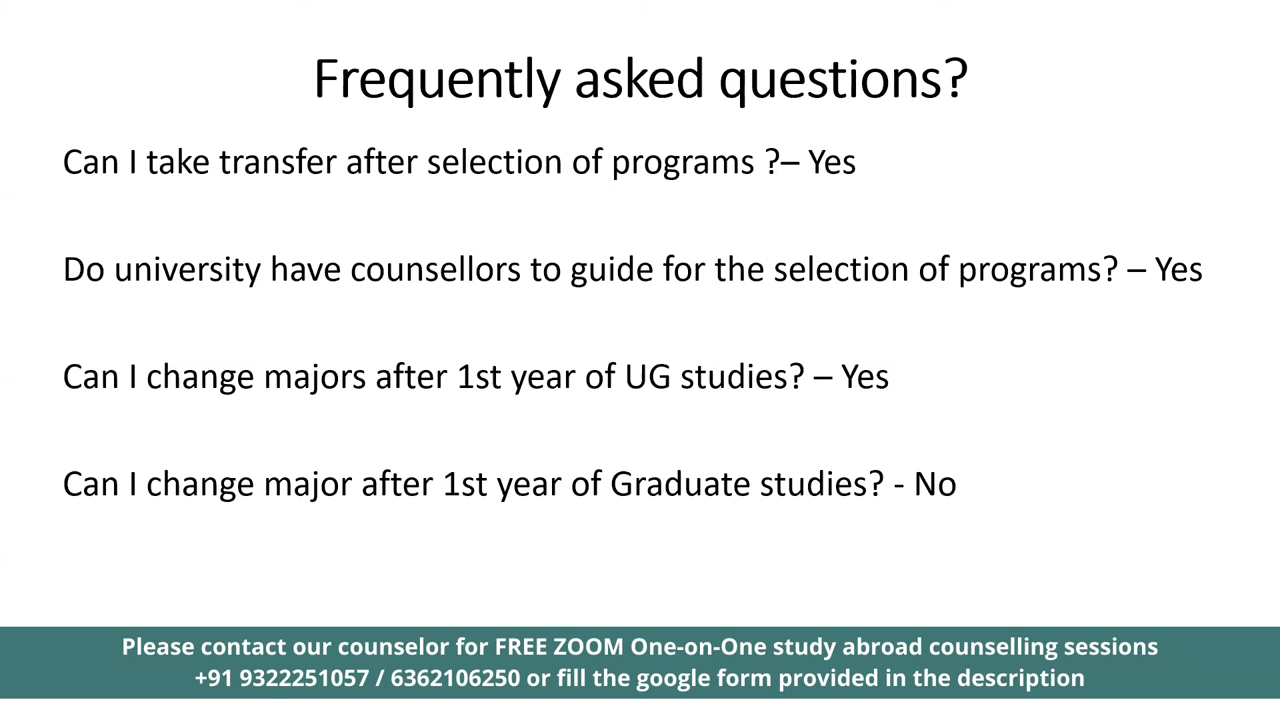 Frequently asked questions?
Can I take transfer after selection of programs ?– Yes
Do university have counsellors to guide for the selection of programs? – Yes
Can I change majors after 1st year of UG studies? – Yes
Can I change major after 1st year of Graduate studies? - No
Please contact our counselor for FREE ZOOM One-on-One study abroad counselling sessions
+91 9322251057 / 6362106250 or fill the google form provided in the description